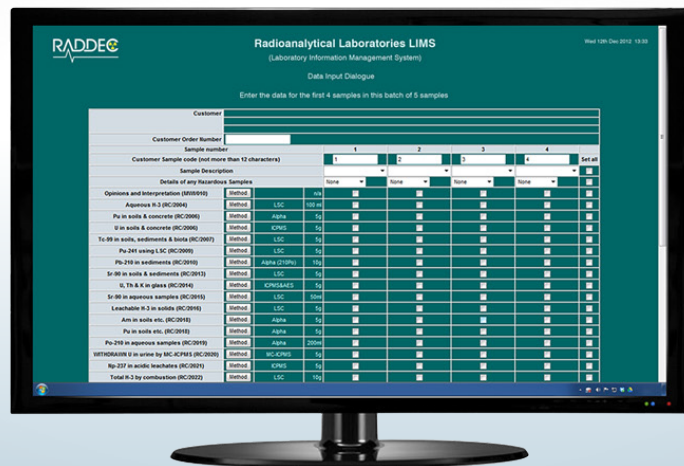 RADDEC
Radioanalytical Laboratories LIMS
Wed 12th Dec 2012 13:33
(Laboratory Information Management System)
Data Input Dialogue
Enter the data for the first 4 samples in this batch of 5 samples
Customer
Customer Order Number
Sample number 1 2 3 4
Customer Sample code (not more than 12 characters) 1 2 3 4 Set all
Sample Description
Details of any Hazardous Samples None None None None
Opinions and Interpretation (MW/010) Method n/a
Aqueous H-3 (RC/2004) Method LSC 100 ml
Pu in soils & concrete (RC/2005) Method Alpha 5g
U in soils & concrete (RC/2006) Method ICPMS 5g
Tc-99 in soils, sediments & biota (RC/2007) Method LSC 5g
Pu-241 using LSC (RC/2009) Method LSC 5g
Pb-210 in sediments (RC/2010) Method Alpha (210Po) 10g
Sr-90 in soils & sediments (RC/2013) Method LSC 5g
U, Th & K in glass (RC/2014) Method ICPMS&AES 5g
Sr-90 in aqueous samples (RC/2015) Method LSC 50ml
Leachable H-3 in solids (RC/2016) Method LSC 5g
Am in soils etc. (RC/2018) Method Alpha 5g
Pu in soils etc. (RC/2018) Method Alpha 5g
Po-210 in aqueous samples (RC/2019) Method Alpha 200ml
WITHDRAWN U in urine by MC-ICPMS (RC/2020) Method MC-ICPMS 5g
Np-237 in acidic leachates (RC/2021) Method ICPMS 5g
Total H-3 by combustion (RC/2022) Method LSC 10g